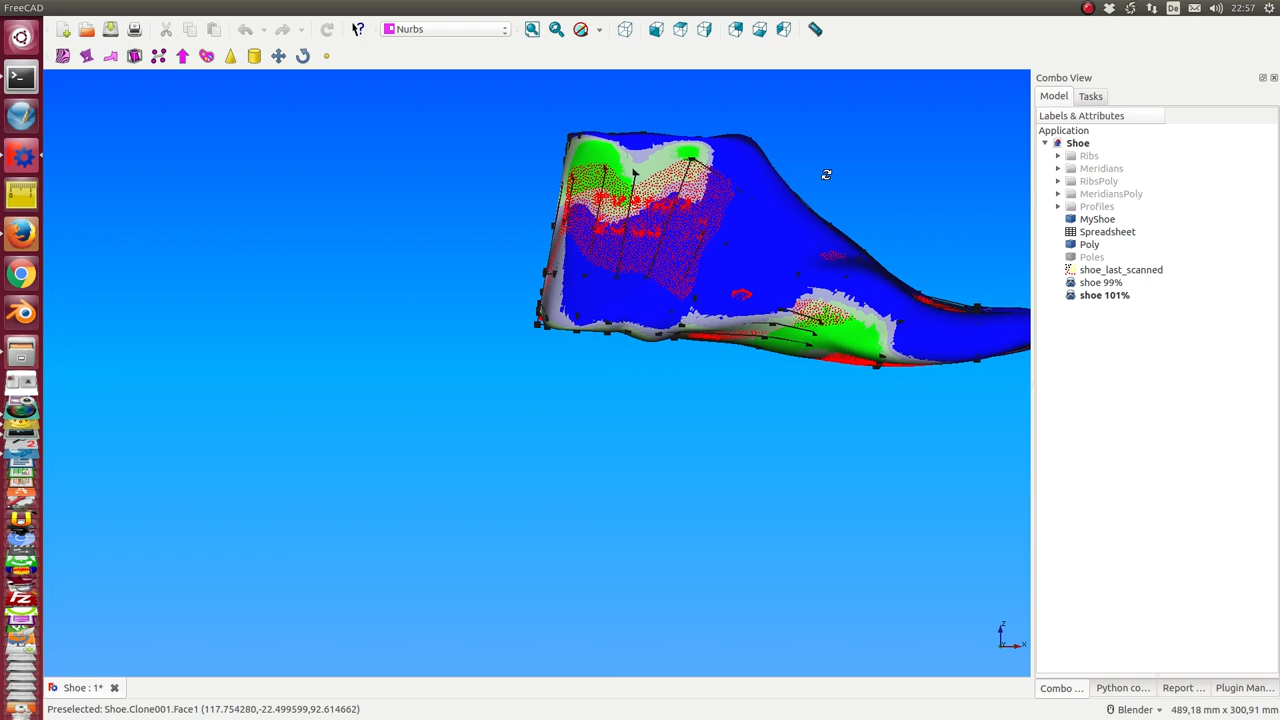 FreeCAD
De
22:57
Nurbs
Combo View
Model
Tasks
Labels & Attributes
Application
Shoe
Ribs
Meridians
RibsPoly
MeridiansPoly
Profiles
MyShoe
Spreadsheet
Poly
Poles
shoe_last_scanned
shoe 99%
shoe 101%
z
x
Shoe : 1*
Combo ...
Python co...
Report ...
Plugin Man...
Preselected: Shoe.Clone001.Face1 (117.754280,-22.499599,92.614662)
Blender
489,18 mm x 300,91 mm